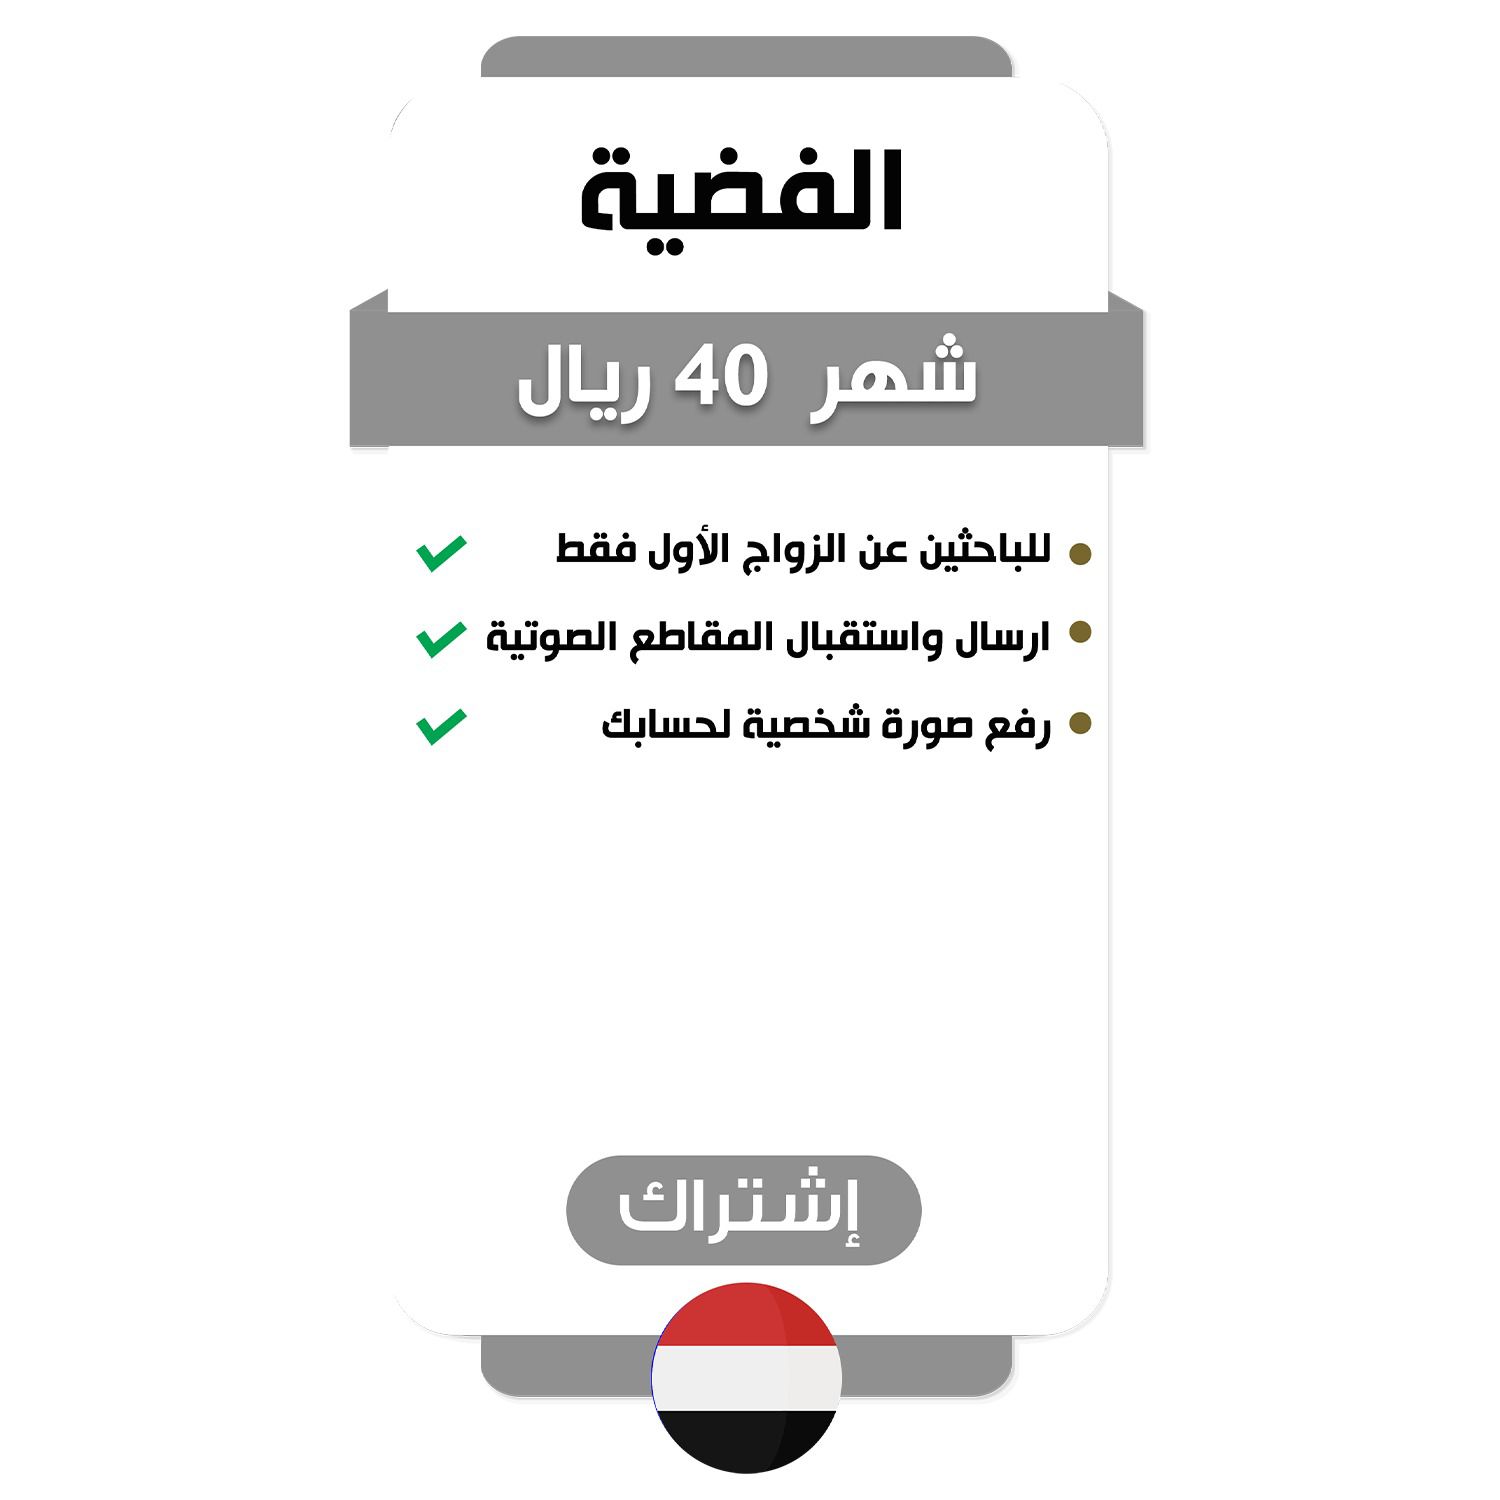 الفضية
شهر 40 ريال
للباحثين عن الزواج الأول فقط
ارسال واستقبال المقاطع الصوتية
رفع صورة شخصية لحسابك
إشتراك